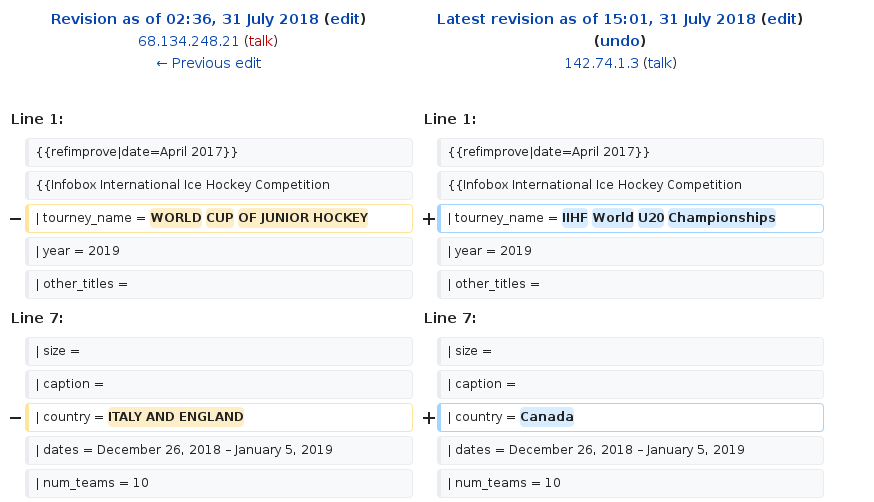 Revision as of 02:36, 31 July 2018 (edit)
68.134.248.21 (talk)
← Previous edit
Latest revision as of 15:01, 31 July 2018 (edit)
(undo)
142.74.1.3 (talk)
Line 1:
Line 1:
{{refimprove|date=April 2017}}
{{refimprove|date=April 2017}}
{{Infobox International Ice Hockey Competition
{{Infobox International Ice Hockey Competition
− | tourney_name = WORLD CUP OF JUNIOR HOCKEY
+ | tourney_name = IIHF World U20 Championships
| year = 2019
| year = 2019
| other_titles =
| other_titles =
Line 7:
Line 7:
| size =
| size =
| caption =
| caption =
− | country = ITALY AND ENGLAND
+ | country = Canada
| dates = December 26, 2018 – January 5, 2019
| dates = December 26, 2018 – January 5, 2019
| num_teams = 10
| num_teams = 10